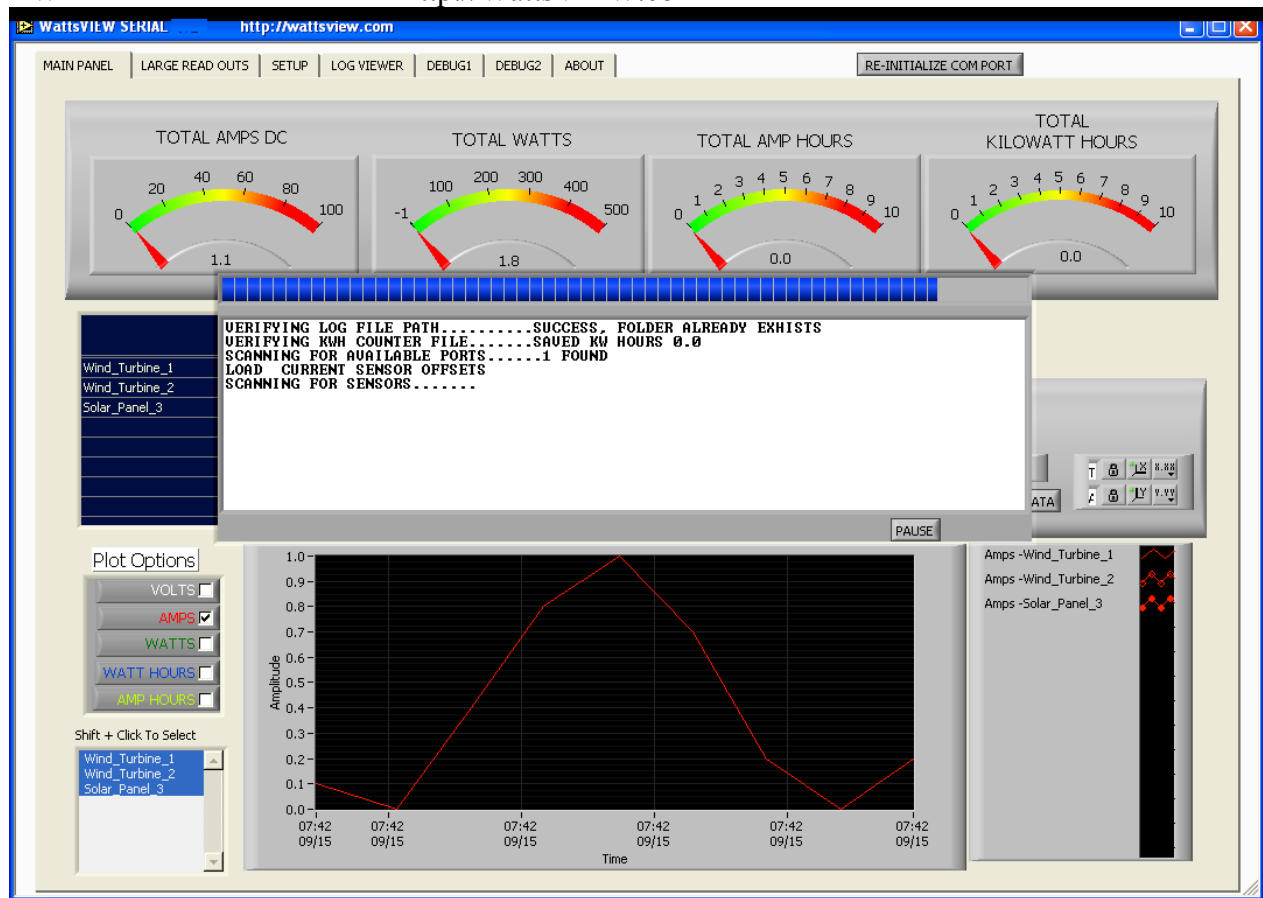 WattsVIEW SERIAL http://wattsview.com
MAIN PANEL LARGE READ OUTS SETUP LOG VIEWER DEBUG1 DEBUG2 ABOUT RE-INITIALIZE COM PORT
TOTAL AMPS DC
0 20 40 60 80 100
1.1
TOTAL WATTS
-1 100 200 300 400 500
1.8
TOTAL AMP HOURS
0 1 2 3 4 5 6 7 8 9 10
0.0
TOTAL
KILOWATT HOURS
0 1 2 3 4 5 6 7 8 9 10
0.0
VERIFYING LOG FILE PATH..........SUCCESS, FOLDER ALREADY EXHISTS
VERIFYING KWH COUNTER FILE.......SAVED KW HOURS 0.0
SCANNING FOR AVAILABLE PORTS......1 FOUND
LOAD CURRENT SENSOR OFFSETS
SCANNING FOR SENSORS.......
PAUSE
Wind_Turbine_1
Wind_Turbine_2
Solar_Panel_3
ATA
T X X.XX
Y Y.YY
Plot Options
VOLTS
AMPS
WATTS
WATT HOURS
AMP HOURS
Shift + Click To Select
Wind_Turbine_1
Wind_Turbine_2
Solar_Panel_3
Amplitude
1.0
0.9
0.8
0.7
0.6
0.5
0.4
0.3
0.2
0.1
0.0
07:42 07:42 07:42 07:42 07:42 07:42
09/15 09/15 09/15 09/15 09/15 09/15
Time
Amps -Wind_Turbine_1
Amps -Wind_Turbine_2
Amps -Solar_Panel_3